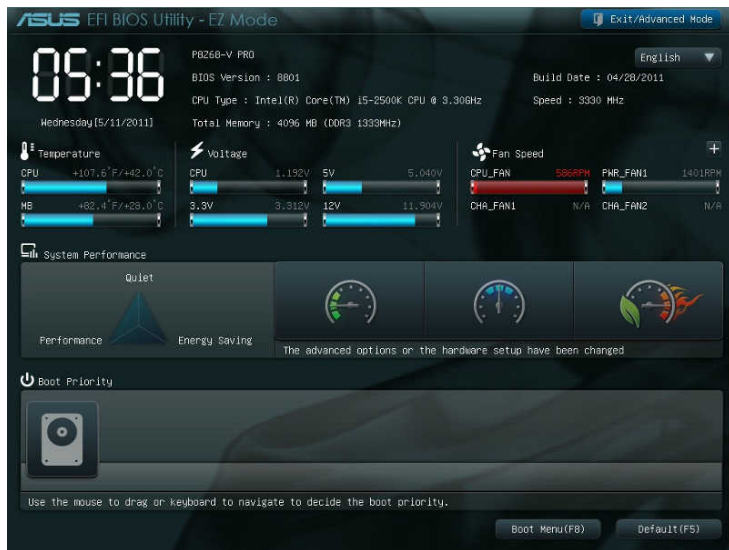 ASUS EFI BIOS Utility - EZ Mode
Exit/Advanced Mode
05:36
Wednesday[5/11/2011]
P8Z68-V PRO
English
BIOS Version : 8801
Build Date : 04/28/2011
CPU Type : Intel(R) Core(TM) i5-2500K CPU @ 3.30GHz
Speed : 3330 MHz
Total Memory : 4096 MB (DDR3 1333MHz)
Temperature
CPU +107.6°F/+42.0°C
MB +82.4°F/+28.0°C
Voltage
CPU 1.192V 5V 5.040V
3.3V 3.312V 12V 11.904V
Fan Speed
CPU_FAN 586RPM PWR_FAN1 1401RPM
CHA_FAN1 N/A CHA_FAN2 N/A
System Performance
Quiet
Performance
Energy Saving
The advanced options or the hardware setup have been changed
Boot Priority
Use the mouse to drag or keyboard to navigate to decide the boot priority.
Boot Menu(F8)
Default(F5)